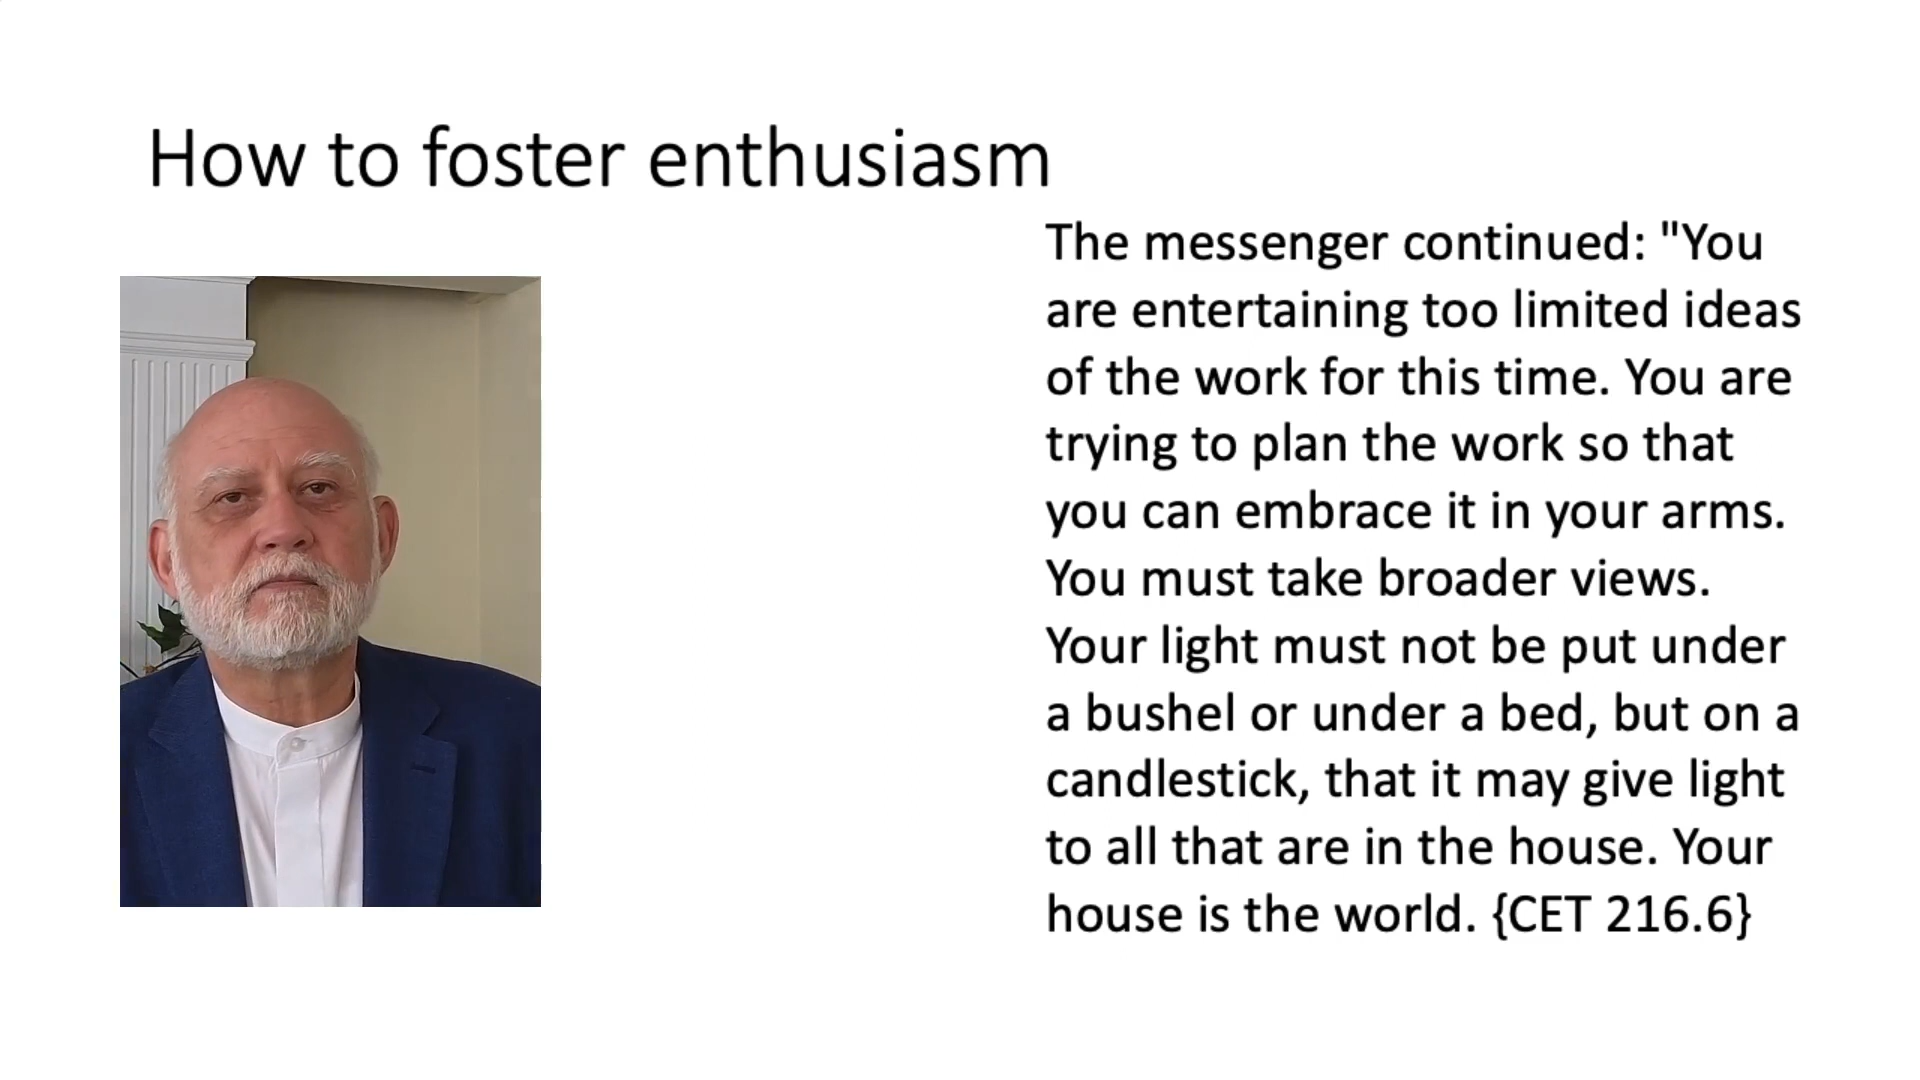 How to foster enthusiasm
The messenger continued: "You
are entertaining too limited ideas
of the work for this time. You are
trying to plan the work so that
you can embrace it in your arms.
You must take broader views.
Your light must not be put under
a bushel or under a bed, but on a
candlestick, that it may give light
to all that are in the house. Your
house is the world. {CET 216.6}